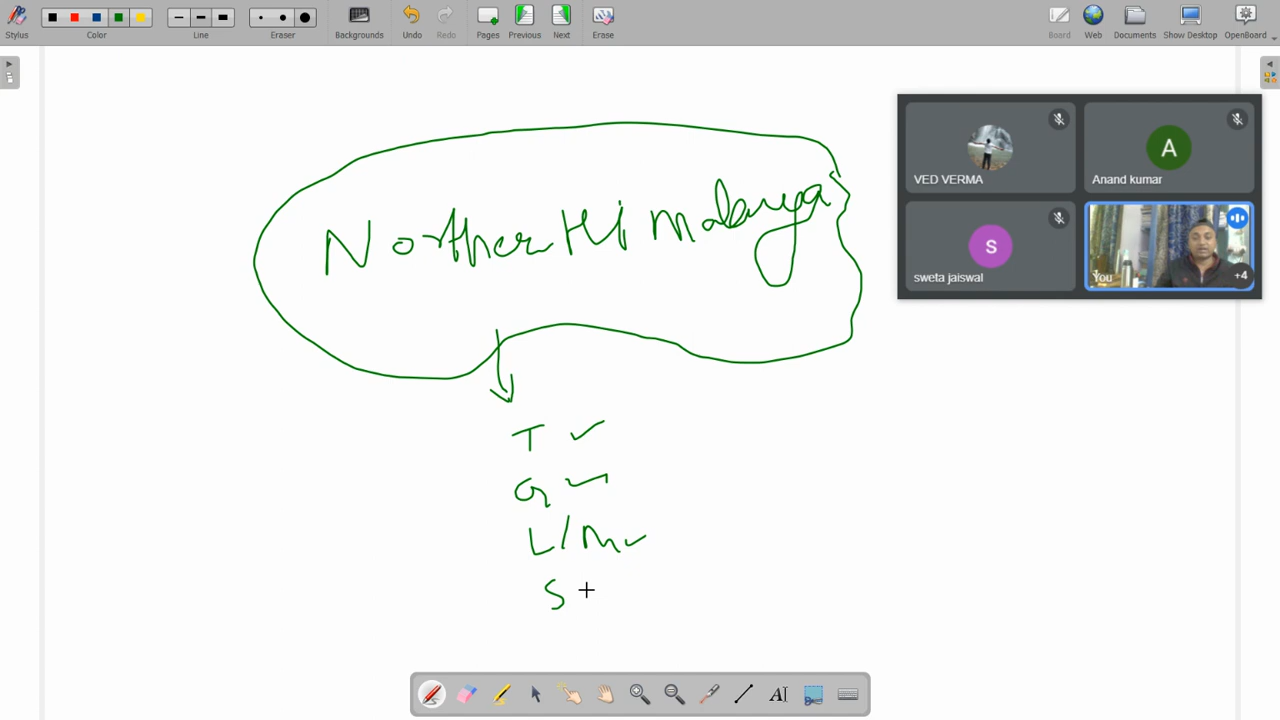 Stylus
Color
Line
Eraser
Backgrounds
Undo
Redo
Pages
Previous
Next
Erase
Board
Web
Documents
Show Desktop
OpenBoard
VED VERMA
A
Anand kumar
S
sweta jaiswal
You
+4
Northern Himalaya
T ✓
G ✓
L/M ✓
S
AI